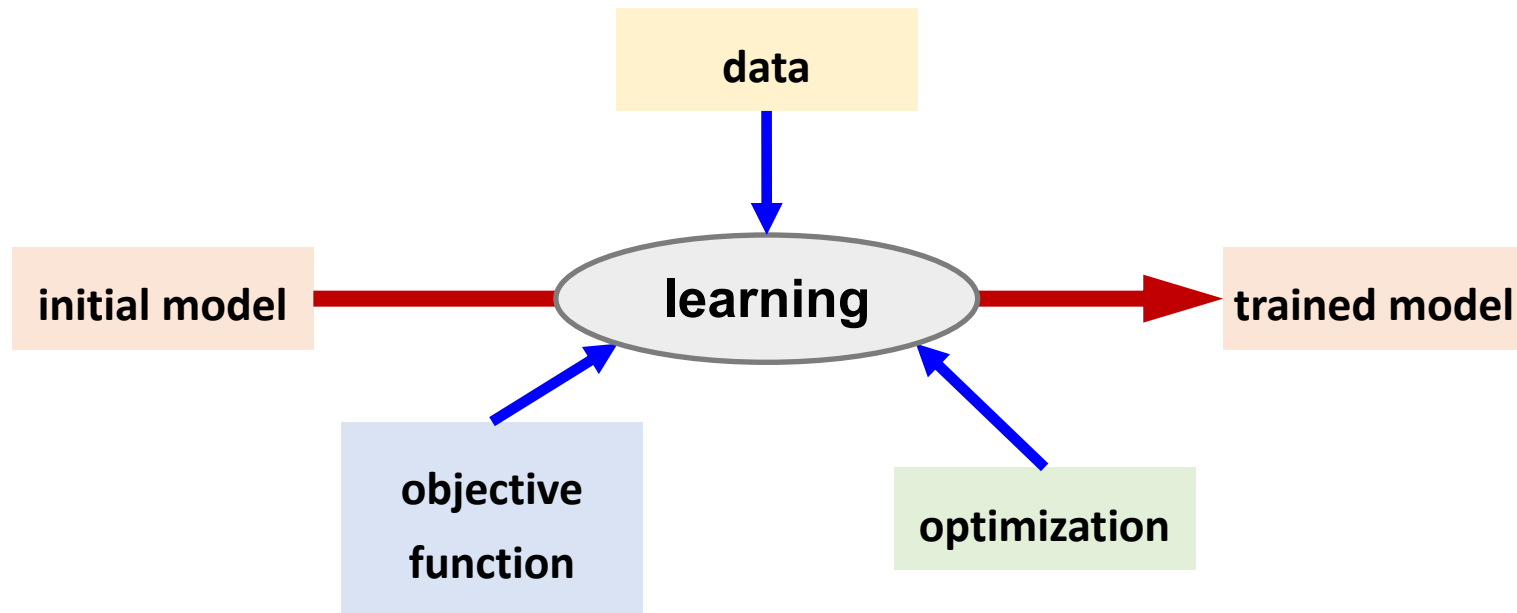 data
initial model
learning
trained model
objective
function
optimization